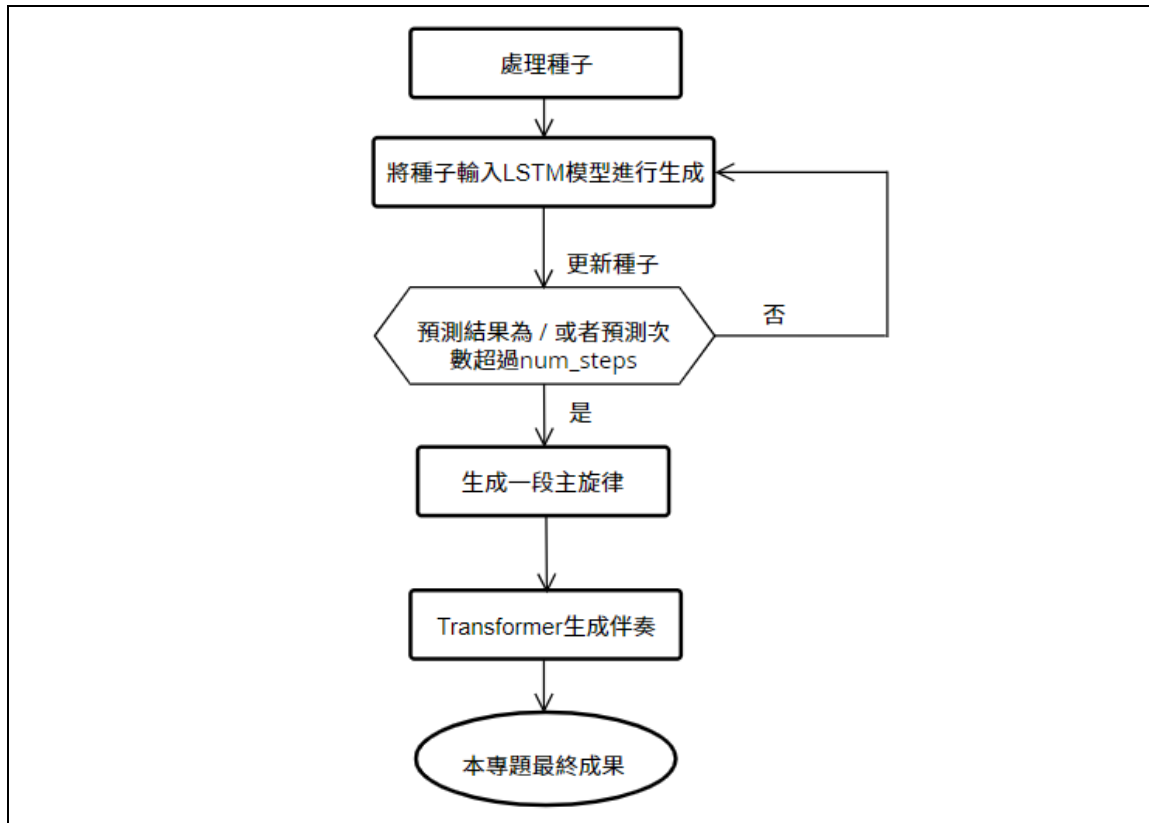 處理種子
將種子輸入LSTM模型進行生成
更新種子
否
預測結果為 / 或者預測次
數超過num_steps
是
生成一段主旋律
Transformer生成伴奏
本專題最終成果